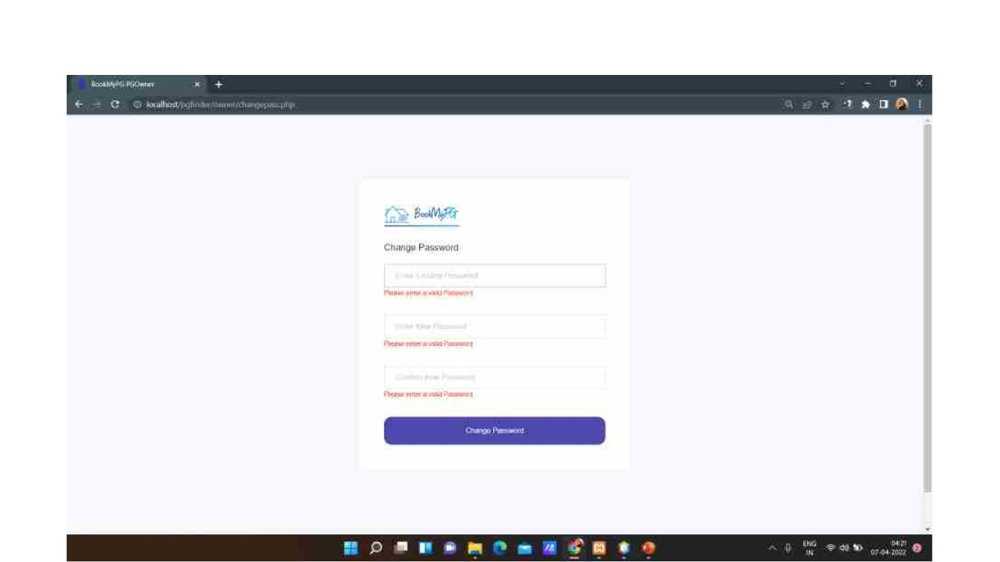 BookMyPG PGOwner
localhost/pgfinder/owner/changepass.php
BookMyPG
Change Password
Enter Existing Password
Please enter a valid Password
Enter New Password
Please enter a valid Password
Confirm New Password
Please enter a valid Password
Change Password
ENG
IN
04:21
07-04-2022